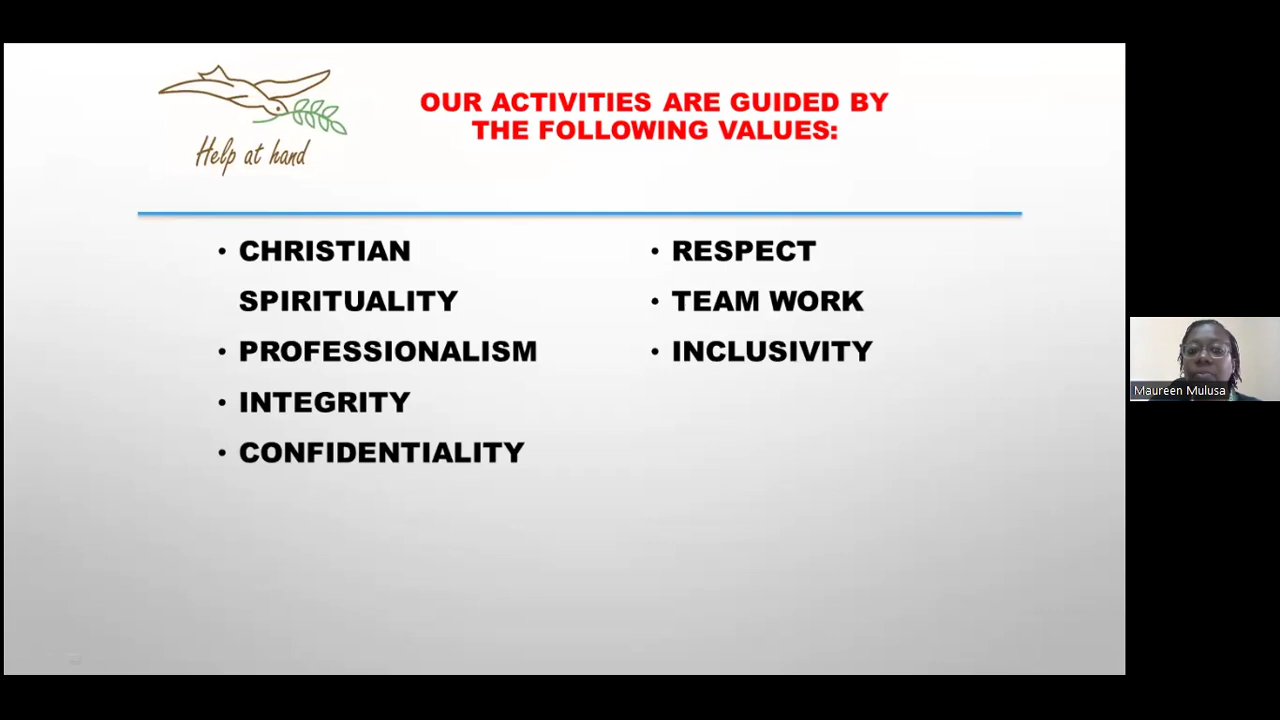 Help at hand
OUR ACTIVITIES ARE GUIDED BY
THE FOLLOWING VALUES:
• CHRISTIAN
SPIRITUALITY
• PROFESSIONALISM
• INTEGRITY
• CONFIDENTIALITY
• RESPECT
• TEAM WORK
• INCLUSIVITY
Maureen Mulusa